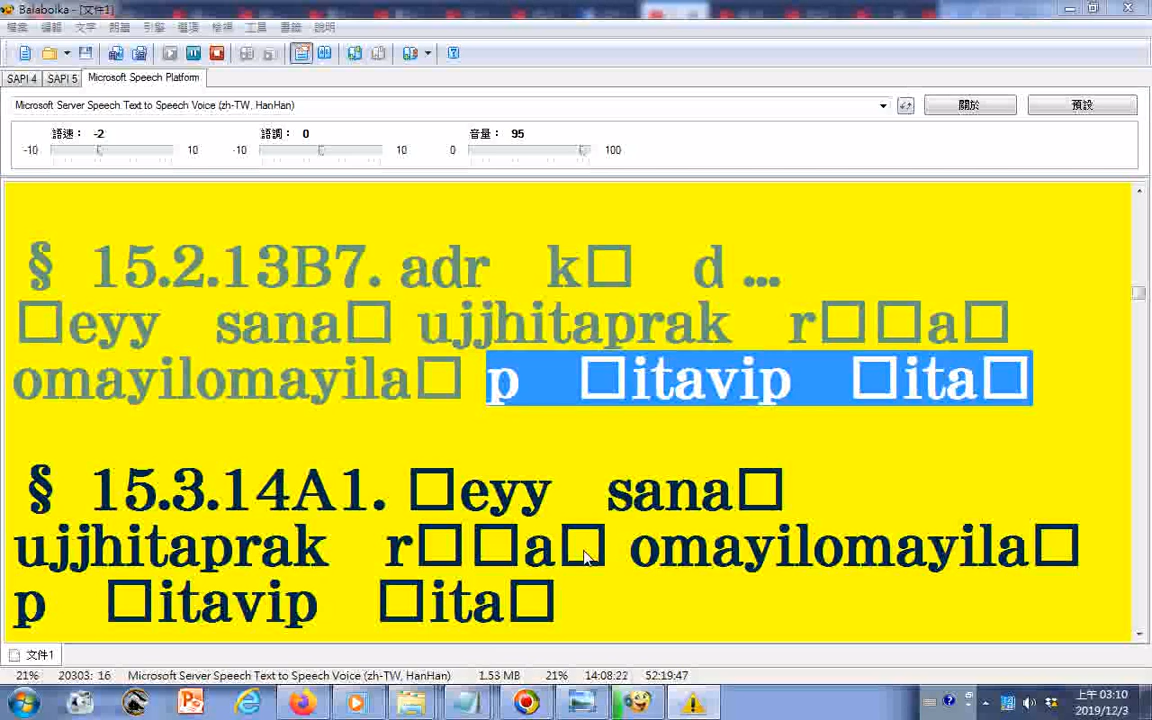 Balabolka - [文件1]
檔案 編輯 文字 朗讀 引擎 選項 檢視 工具 書籤 說明
SAPI 4 SAPI 5 Microsoft Speech Platform
Microsoft Server Speech Text to Speech Voice (zh-TW, HanHan) 關於 預設
語速： -2 語調： 0 音量： 95
-10 10 -10 10 0 100
§ 15.2.13B7. adr k□ d ...
□eyy sana□ ujjhitaprak r□□a□
omayilomayila□ p □itavip □ita□
§ 15.3.14A1. □eyy sana□
ujjhitaprak r□□a□ omayilomayila□
p □itavip □ita□
文件1
21% 20303: 16 Microsoft Server Speech Text to Speech Voice (zh-TW, HanHan) 1.53 MB 21% 14:08:22 52:19:47
上午 03:10
2019/12/3